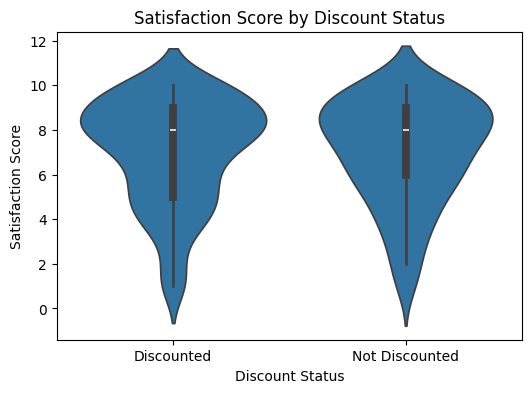 Satisfaction Score by Discount Status
12
10
8
6
4
2
0
Satisfaction Score
Discounted
Not Discounted
Discount Status